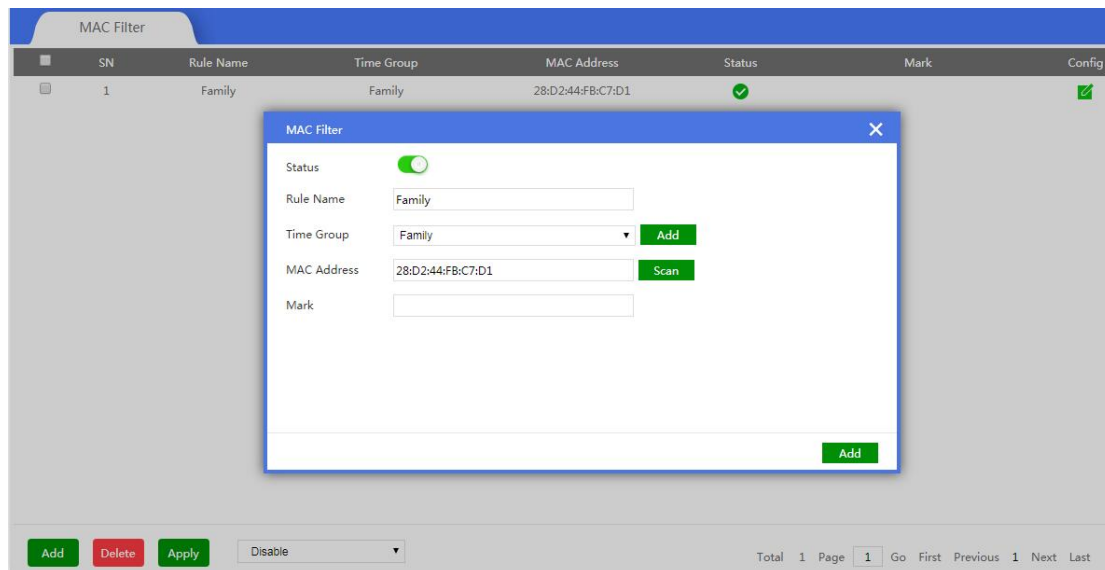 MAC Filter
SN Rule Name Time Group MAC Address Status Mark Config
1 Family Family 28:D2:44:FB:C7:D1
MAC Filter
Status
Rule Name Family
Time Group Family Add
MAC Address 28:D2:44:FB:C7:D1 Scan
Mark
Add
Add Delete Apply Disable Total 1 Page 1 Go First Previous 1 Next Last